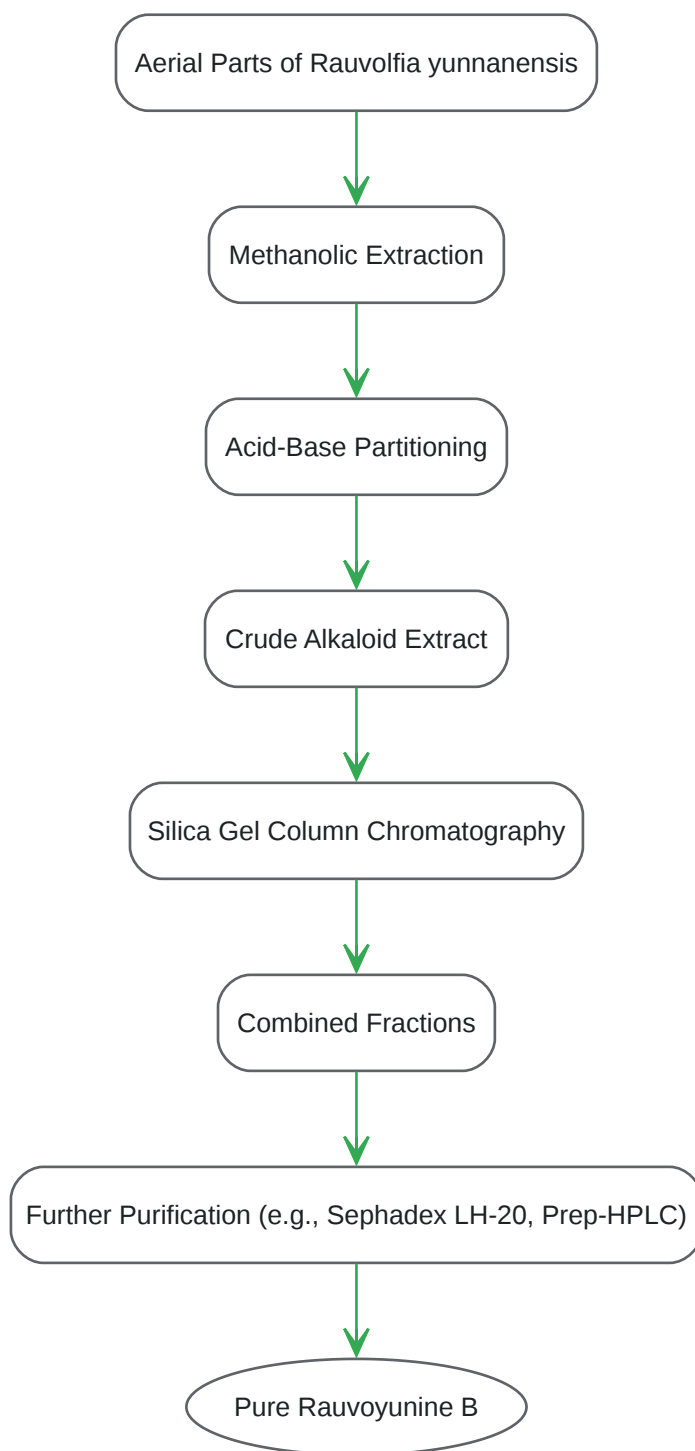 Aerial Parts of Rauvolfia yunnanensis
Methanolic Extraction
Acid-Base Partitioning
Crude Alkaloid Extract
Silica Gel Column Chromatography
Combined Fractions
Further Purification (e.g., Sephadex LH-20, Prep-HPLC)
Pure Rauvoyunine B